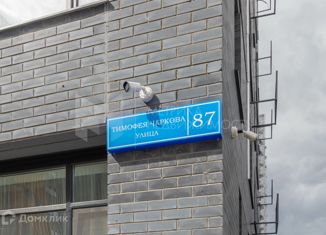 ТИМОФЕЯ ЧАРКОВА
УЛИЦА
87
Домклик